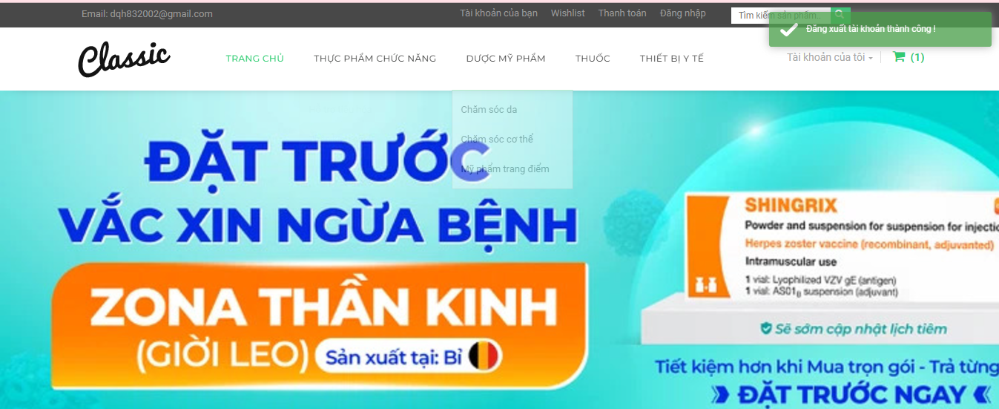 Email: dqh832002@gmail.com
Tài khoản của bạn Wishlist Thanh toán Đăng nhập
Tìm kiếm sản phẩm...
Đăng xuất tài khoản thành công !
Classic
TRANG CHỦ THỰC PHẨM CHỨC NĂNG DƯỢC MỸ PHẨM THUỐC THIẾT BỊ Y TẾ
Tài khoản của tôi
(1)
Chăm sóc da
Chăm sóc cơ thể
Mỹ phẩm trang điểm
ĐẶT TRƯỚC
VẮC XIN NGỪA BỆNH
ZONA THẦN KINH
(GIỜI LEO) Sản xuất tại: Bỉ
SHINGRIX
Powder and suspension for suspension for injectio
Herpes zoster vaccine (recombinant, adjuvanted)
Intramuscular use
1 vial: Lyophilized VZV gE (antigen)
1 vial: AS01B suspension (adjuvant)
Sẽ sớm cập nhật lịch tiêm
Tiết kiệm hơn khi Mua trọn gói - Trả từng
ĐẶT TRƯỚC NGAY